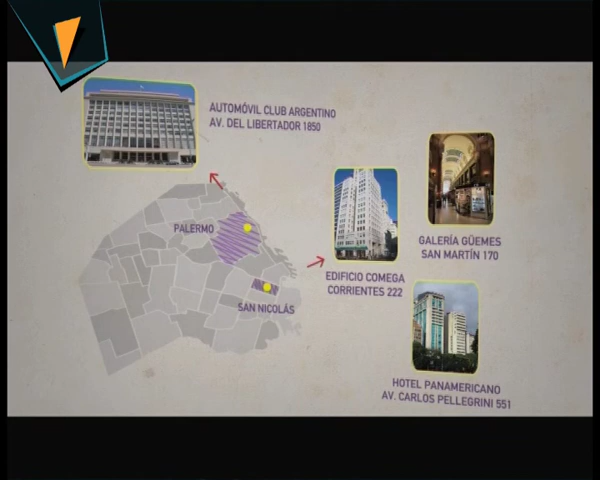 AUTOMÓVIL CLUB ARGENTINO
AV. DEL LIBERTADOR 1850
PALERMO
SAN NICOLÁS
EDIFICIO COMEGA
CORRIENTES 222
GALERÍA GÜEMES
SAN MARTÍN 170
HOTEL PANAMERICANO
AV. CARLOS PELLEGRINI 551